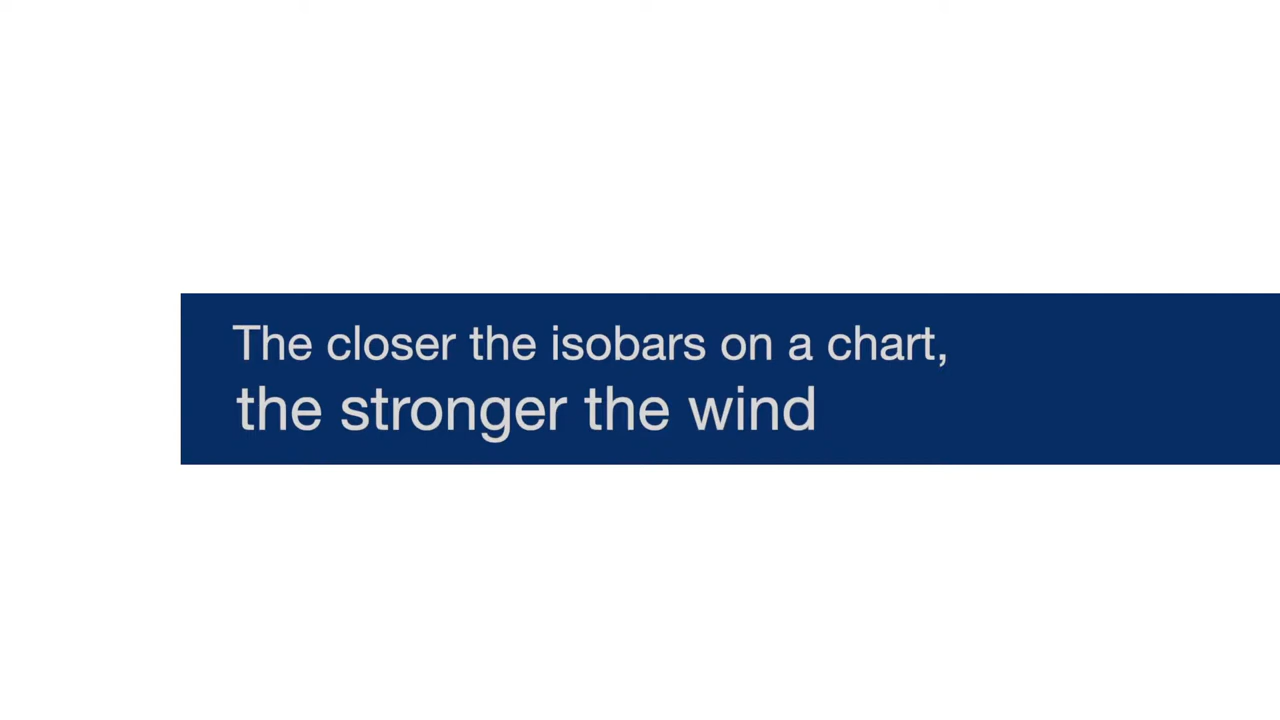 The closer the isobars on a chart,
the stronger the wind